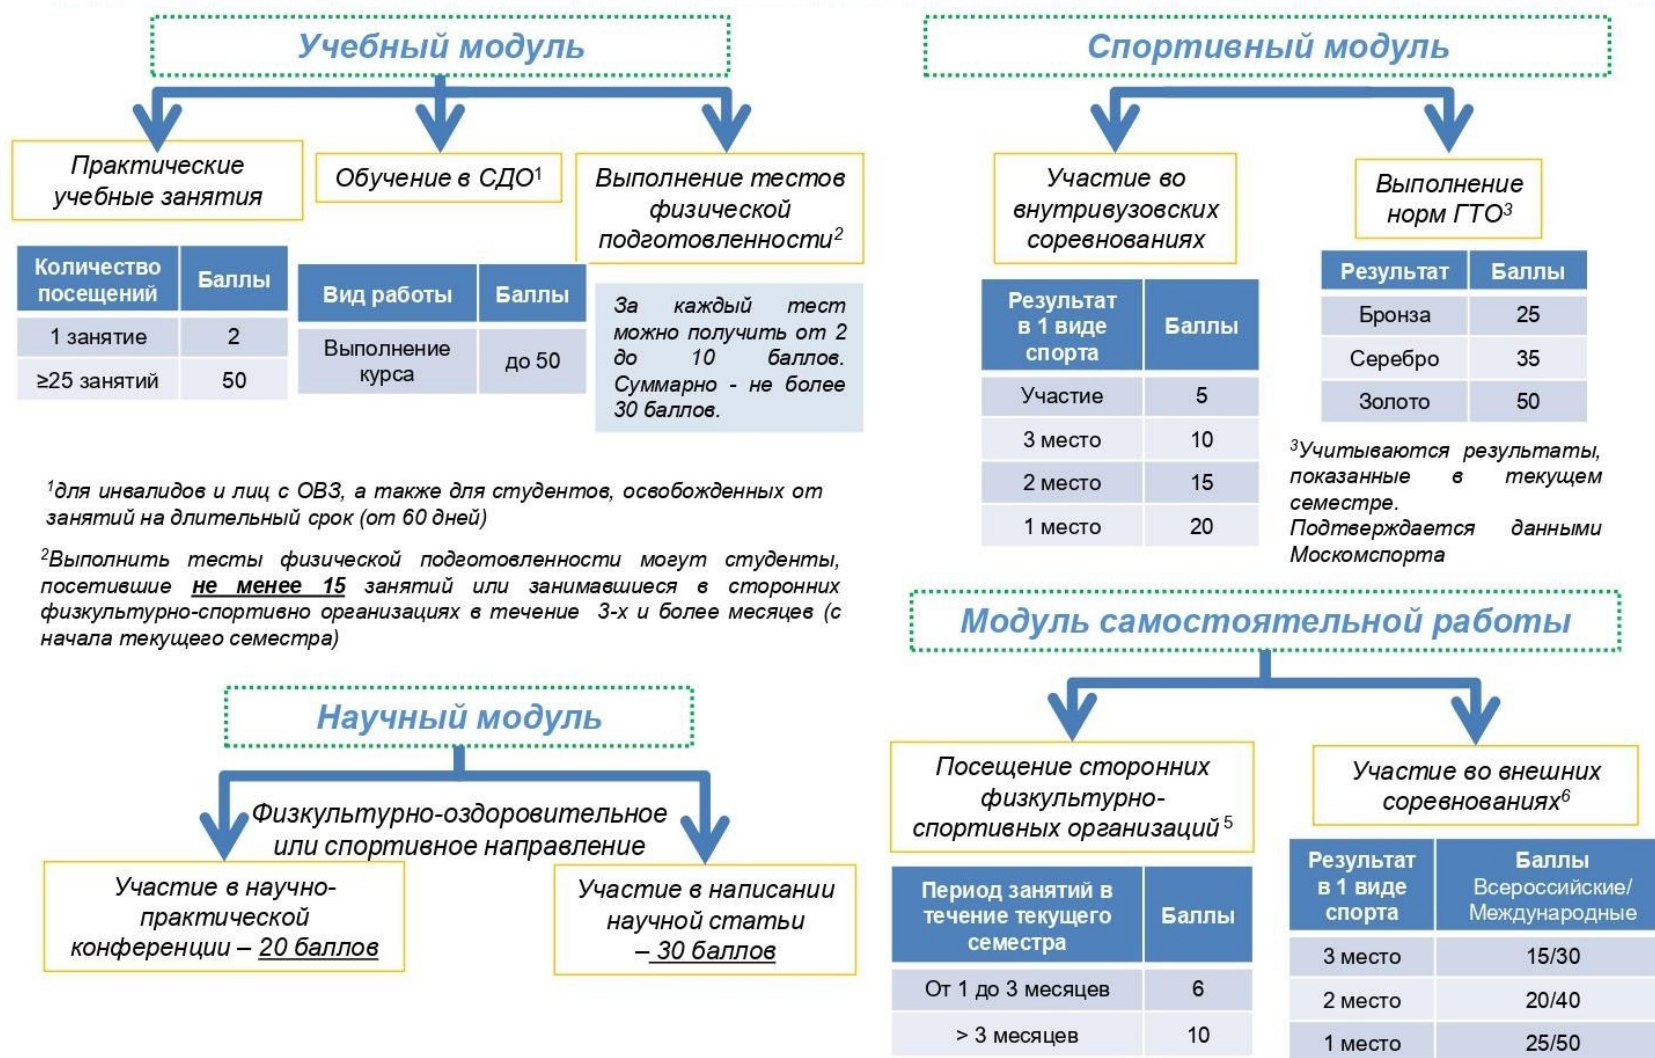 Учебный модуль
Практические
учебные занятия
Обучение в СДО¹
Выполнение тестов
физической
подготовленности²
Количество
посещений
Баллы
1 занятие
2
≥25 занятий
50
Вид работы
Баллы
Выполнение
курса
до 50
За каждый тест
можно получить от 2
до 10 баллов.
Суммарно - не более
30 баллов.
¹для инвалидов и лиц с ОВЗ, а также для студентов, освобожденных от
занятий на длительный срок (от 60 дней)
²Выполнить тесты физической подготовленности могут студенты,
посетившие не менее 15 занятий или занимавшиеся в сторонних
физкультурно-спортивно организациях в течение 3-х и более месяцев (с
начала текущего семестра)
Спортивный модуль
Участие во
внутривузовских
соревнованиях
Выполнение
норм ГТО³
Результат
в 1 виде
спорта
Баллы
Участие
5
3 место
10
2 место
15
1 место
20
Результат
Баллы
Бронза
25
Серебро
35
Золото
50
³Учитываются результаты,
показанные в текущем
семестре.
Подтверждается данными
Москомспорта
Научный модуль
Физкультурно-оздоровительное
или спортивное направление
Участие в научно-
практической
конференции – 20 баллов
Участие в написании
научной статьи
– 30 баллов
Модуль самостоятельной работы
Посещение сторонних
физкультурно-
спортивных организаций ⁵
Участие во внешних
соревнованиях⁶
Период занятий в
течение текущего
семестра
Баллы
От 1 до 3 месяцев
6
> 3 месяцев
10
Результат
в 1 виде
спорта
Баллы
Всероссийские/
Международные
3 место
15/30
2 место
20/40
1 место
25/50